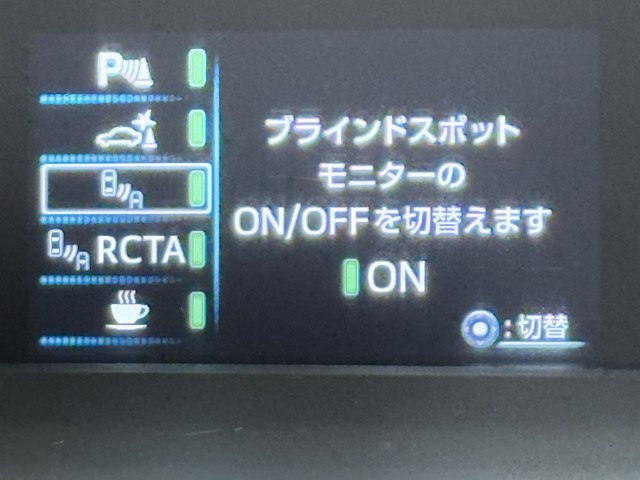 P
RCTA
ブラインドスポット
モニターの
ON/OFFを切替えます
ON
:切替